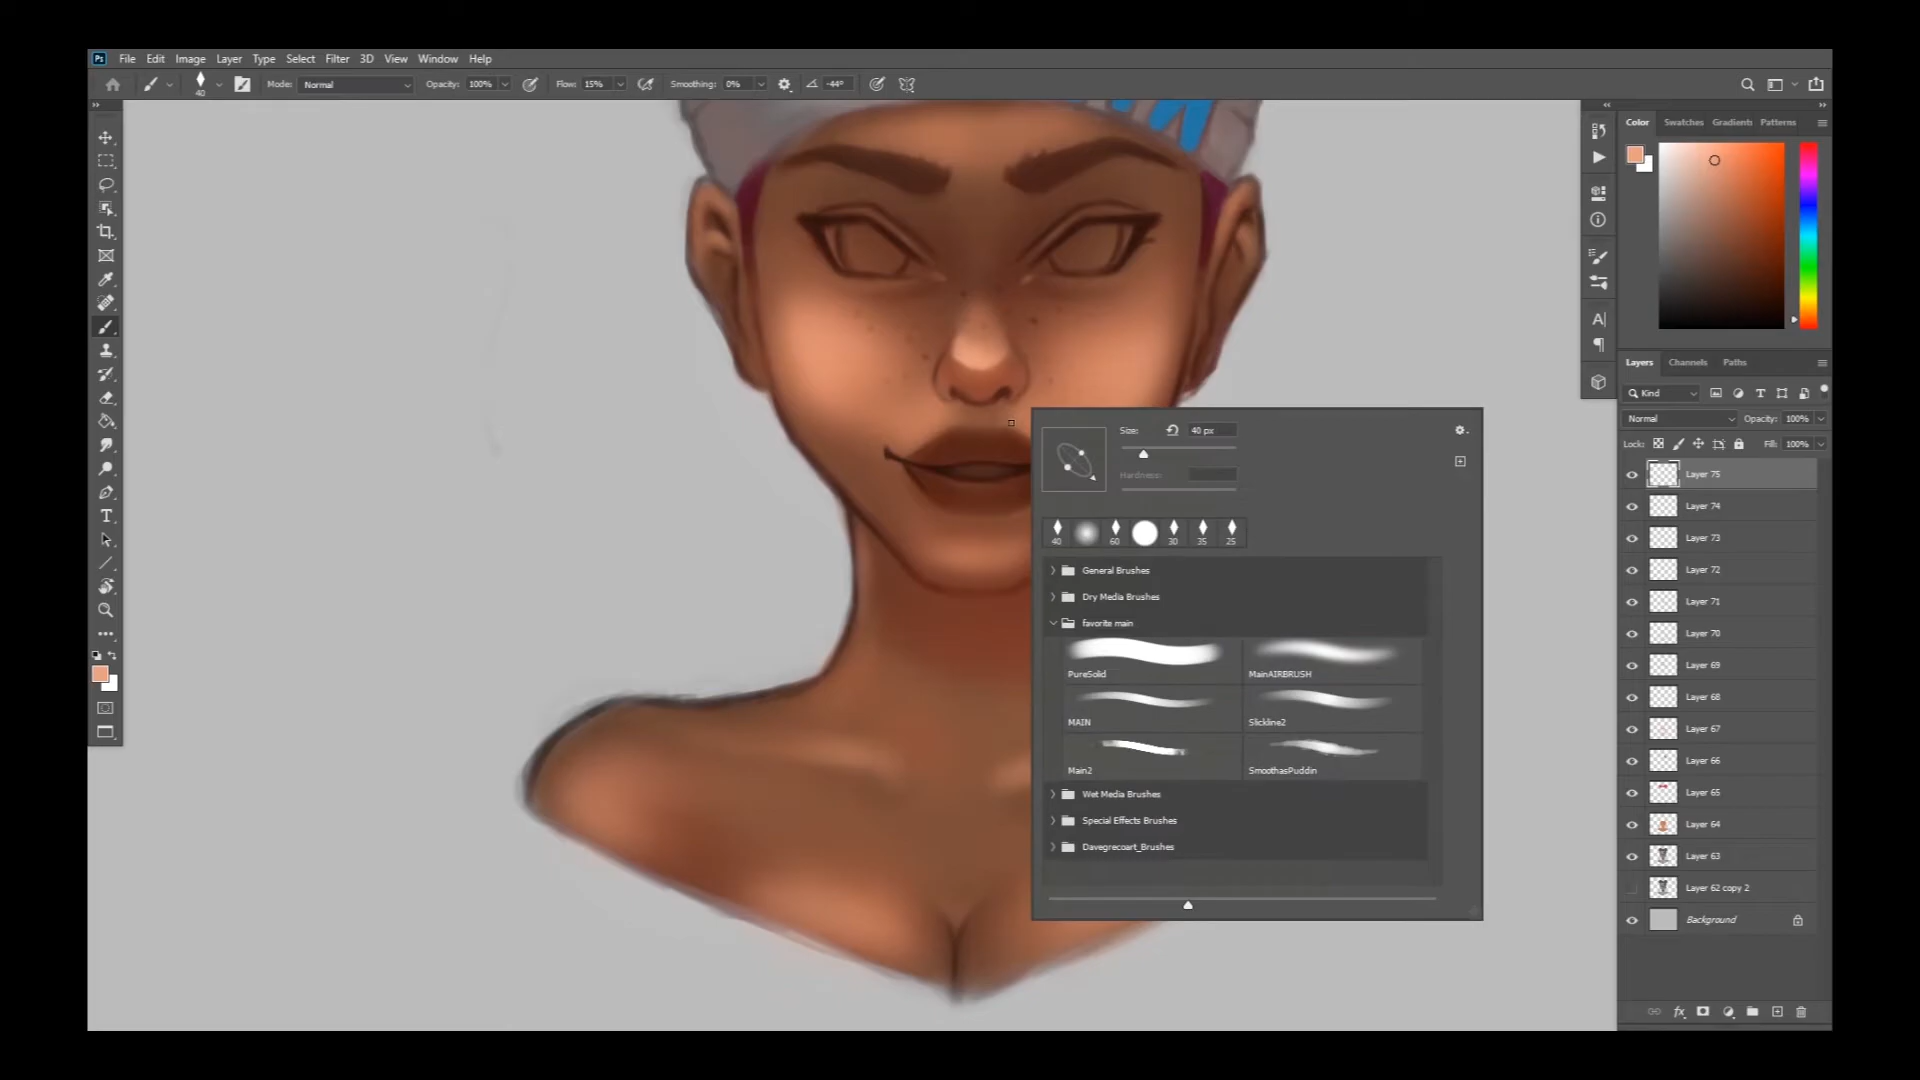 Ps File Edit Image Layer Type Select Filter 3D View Window Help
40 Mode: Normal Opacity: 100% Flow: 15% Smoothing: 0% -44°
Color Swatches Gradients Patterns
Layers Channels Paths
Kind
Normal Opacity: 100%
Lock: Fill: 100%
Layer 75
Layer 74
Layer 73
Layer 72
Layer 71
Layer 70
Layer 69
Layer 68
Layer 67
Layer 66
Layer 65
Layer 64
Layer 63
Layer 62 copy 2
Background
fx
Size: 40 px
Hardness:
40 60 30 35 25
General Brushes
Dry Media Brushes
favorite main
PureSolid MainAIRBRUSH
MAIN Slickline2
Main2 SmoothasPuddin
Wet Media Brushes
Special Effects Brushes
Davegrecoart_Brushes